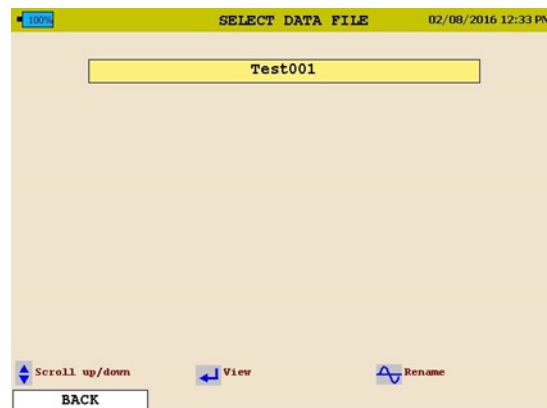 100% SELECT DATA FILE 02/08/2016 12:33 PM
Test001
Scroll up/down View Rename
BACK